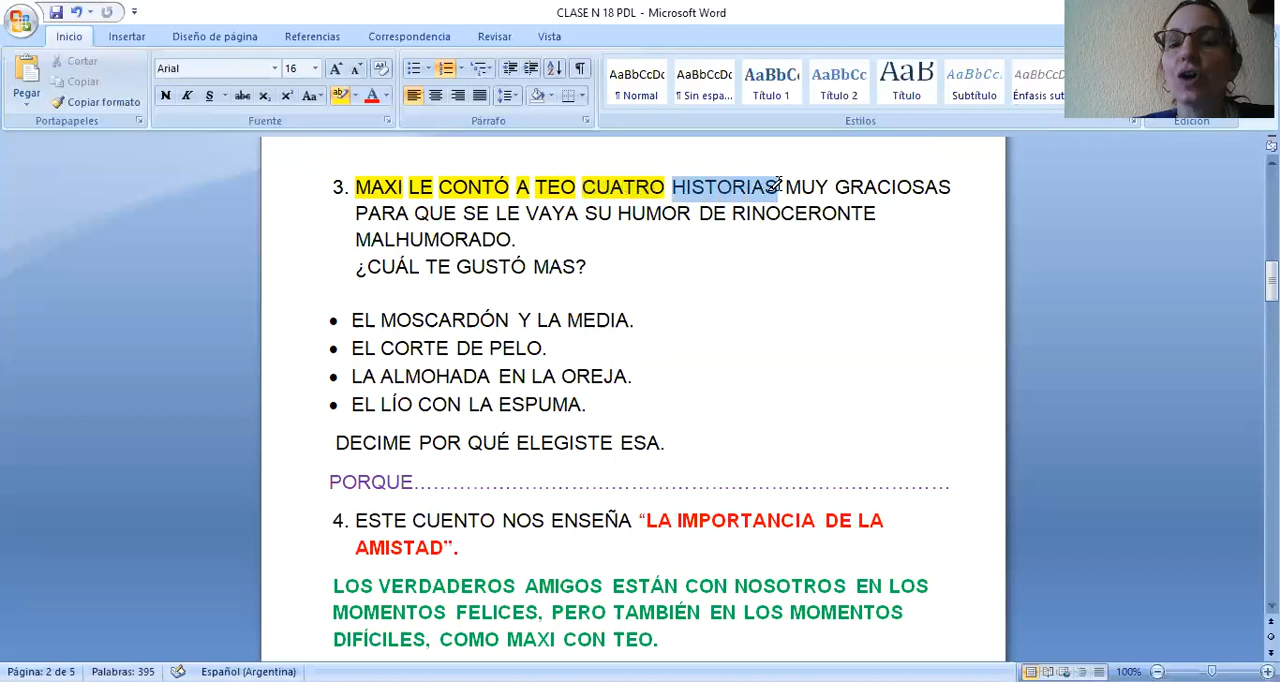 CLASE N 18 PDL - Microsoft Word
Inicio Insertar Diseño de página Referencias Correspondencia Revisar Vista
Pegar
Cortar
Copiar
Copiar formato
Portapapeles
Arial 16
N K S abc x₂ x² Aa
Fuente
Párrafo
AaBbCcDc AaBbCcDc AaBbC AaBbCc AaB AaBbCc. AaBbCcD
¶ Normal ¶ Sin espa... Título 1 Título 2 Título Subtítulo Énfasis sut
Estilos
Edición
3. MAXI LE CONTÓ A TEO CUATRO HISTORIAS MUY GRACIOSAS
PARA QUE SE LE VAYA SU HUMOR DE RINOCERONTE
MALHUMORADO.
¿CUÁL TE GUSTÓ MAS?
• EL MOSCARDÓN Y LA MEDIA.
• EL CORTE DE PELO.
• LA ALMOHADA EN LA OREJA.
• EL LÍO CON LA ESPUMA.
DECIME POR QUÉ ELEGISTE ESA.
PORQUE……………………………………………………………………
4. ESTE CUENTO NOS ENSEÑA “LA IMPORTANCIA DE LA
AMISTAD”.
LOS VERDADEROS AMIGOS ESTÁN CON NOSOTROS EN LOS
MOMENTOS FELICES, PERO TAMBIÉN EN LOS MOMENTOS
DIFÍCILES, COMO MAXI CON TEO.
Página: 2 de 5 Palabras: 395 Español (Argentina) 100%